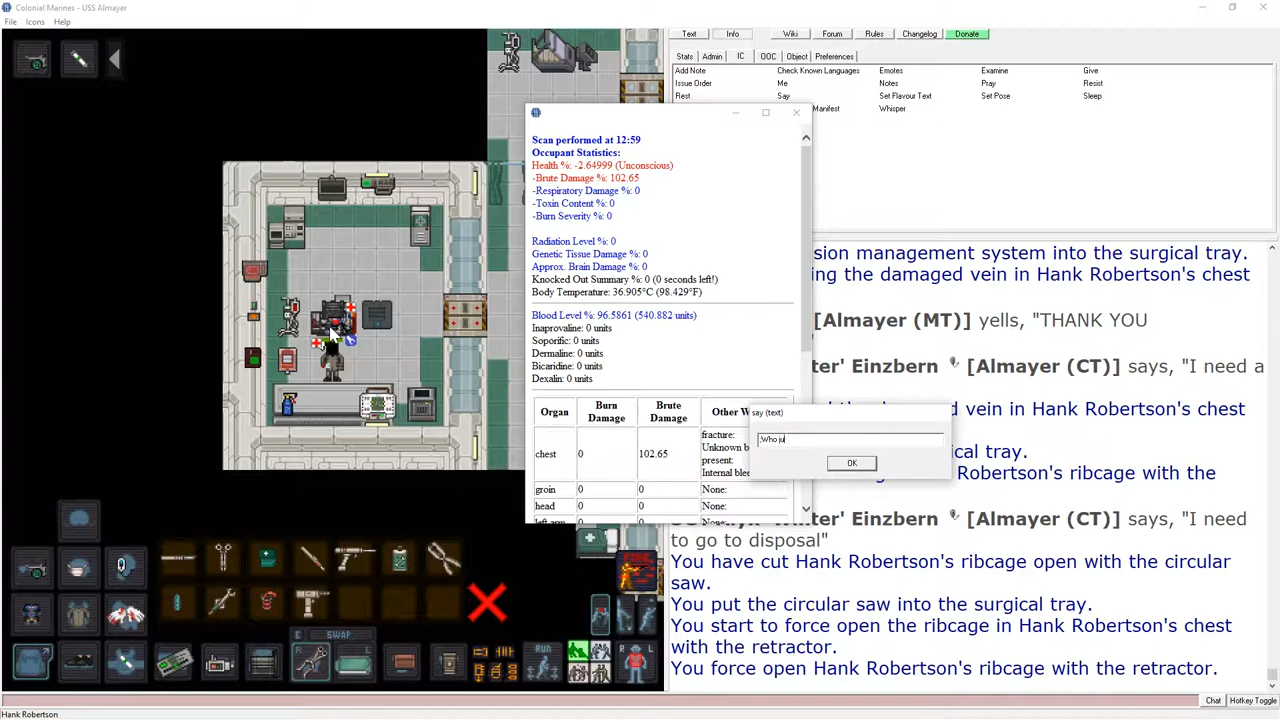 Colonial Marines - USS Almayer
File Icons Help
Text Info Wiki Forum Rules Changelog Donate
Stats Admin IC OOC Object Preferences
Add Note Check Known Languages Emotes Examine Give
Issue Order Me Notes Pray Resist
Rest Say Set Flavour Text Set Pose Sleep
Manifest Whisper
Scan performed at 12:59
Occupant Statistics:
Health %: -2.64999 (Unconscious)
-Brute Damage %: 102.65
-Respiratory Damage %: 0
-Toxin Content %: 0
-Burn Severity %: 0
Radiation Level %: 0
Genetic Tissue Damage %: 0
Approx. Brain Damage %: 0
Knocked Out Summary %: 0 (0 seconds left!)
Body Temperature: 36.905°C (98.429°F)
Blood Level %: 96.5861 (540.882 units)
Inaprovaline: 0 units
Soporific: 0 units
Dermaline: 0 units
Bicaridine: 0 units
Dexalin: 0 units
Organ Burn Damage Brute Damage Other W
chest 0 102.65
fracture:
Unknown b
present:
Internal blee
groin 0 0 None:
head 0 0 None:
left arm 0 0 None:
say (text)
;Who ju
OK
sion management system into the surgical tray.
ing the damaged vein in Hank Robertson's chest
[Almayer (MT)] yells, "THANK YOU
ter' Einzbern [Almayer (CT)] says, "I need a
d the damaged vein in Hank Robertson's chest
ical tray.
Robertson's ribcage with the
Einzbern [Almayer (CT)] says, "I need
to go to disposal"
You have cut Hank Robertson's ribcage open with the circular
saw.
You put the circular saw into the surgical tray.
You start to force open the ribcage in Hank Robertson's chest
with the retractor.
You force open Hank Robertson's ribcage with the retractor.
E SWAP
R L
RUN
R L
Chat Hotkey Toggle
Hank Robertson